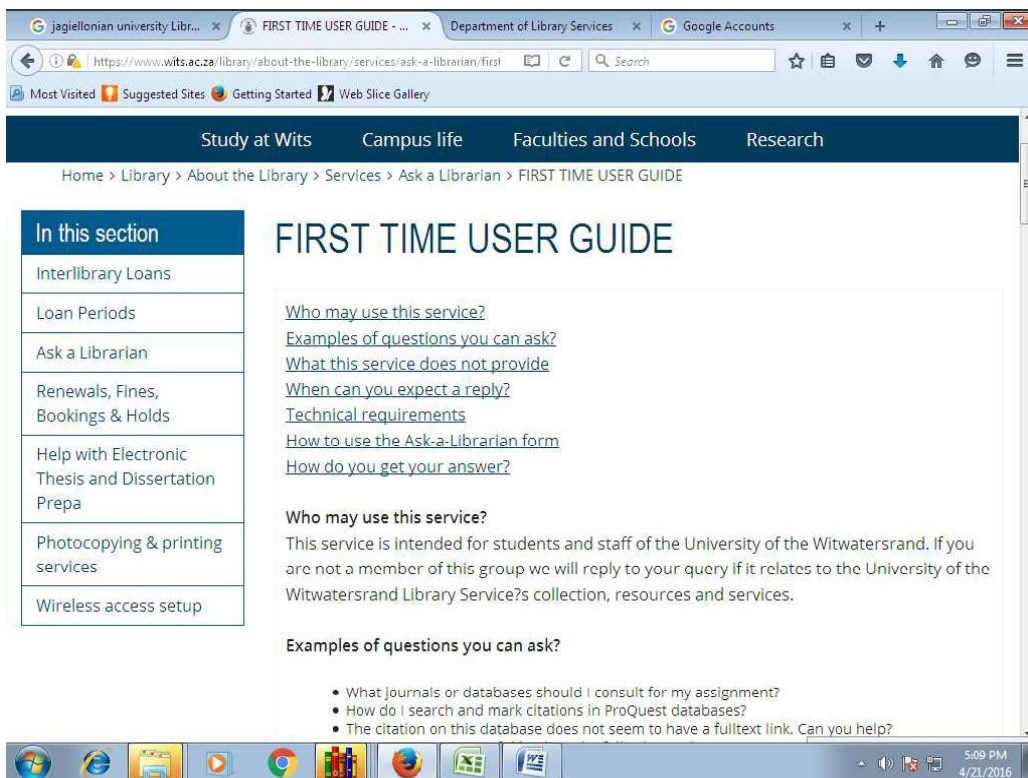 jagiellonian university Libr...
FIRST TIME USER GUIDE - ...
Department of Library Services
Google Accounts
https://www.wits.ac.za/library/about-the-library/services/ask-a-librarian/first
Search
Most Visited Suggested Sites Getting Started Web Slice Gallery
Study at Wits Campus life Faculties and Schools Research
Home > Library > About the Library > Services > Ask a Librarian > FIRST TIME USER GUIDE
In this section
Interlibrary Loans
Loan Periods
Ask a Librarian
Renewals, Fines,
Bookings & Holds
Help with Electronic
Thesis and Dissertation
Prepa
Photocopying & printing
services
Wireless access setup
FIRST TIME USER GUIDE
Who may use this service?
Examples of questions you can ask?
What this service does not provide
When can you expect a reply?
Technical requirements
How to use the Ask-a-Librarian form
How do you get your answer?
Who may use this service?
This service is intended for students and staff of the University of the Witwatersrand. If you
are not a member of this group we will reply to your query if it relates to the University of the
Witwatersrand Library Service?s collection, resources and services.
Examples of questions you can ask?
• What journals or databases should I consult for my assignment?
• How do I search and mark citations in ProQuest databases?
• The citation on this database does not seem to have a fulltext link. Can you help?
5:09 PM
4/21/2016